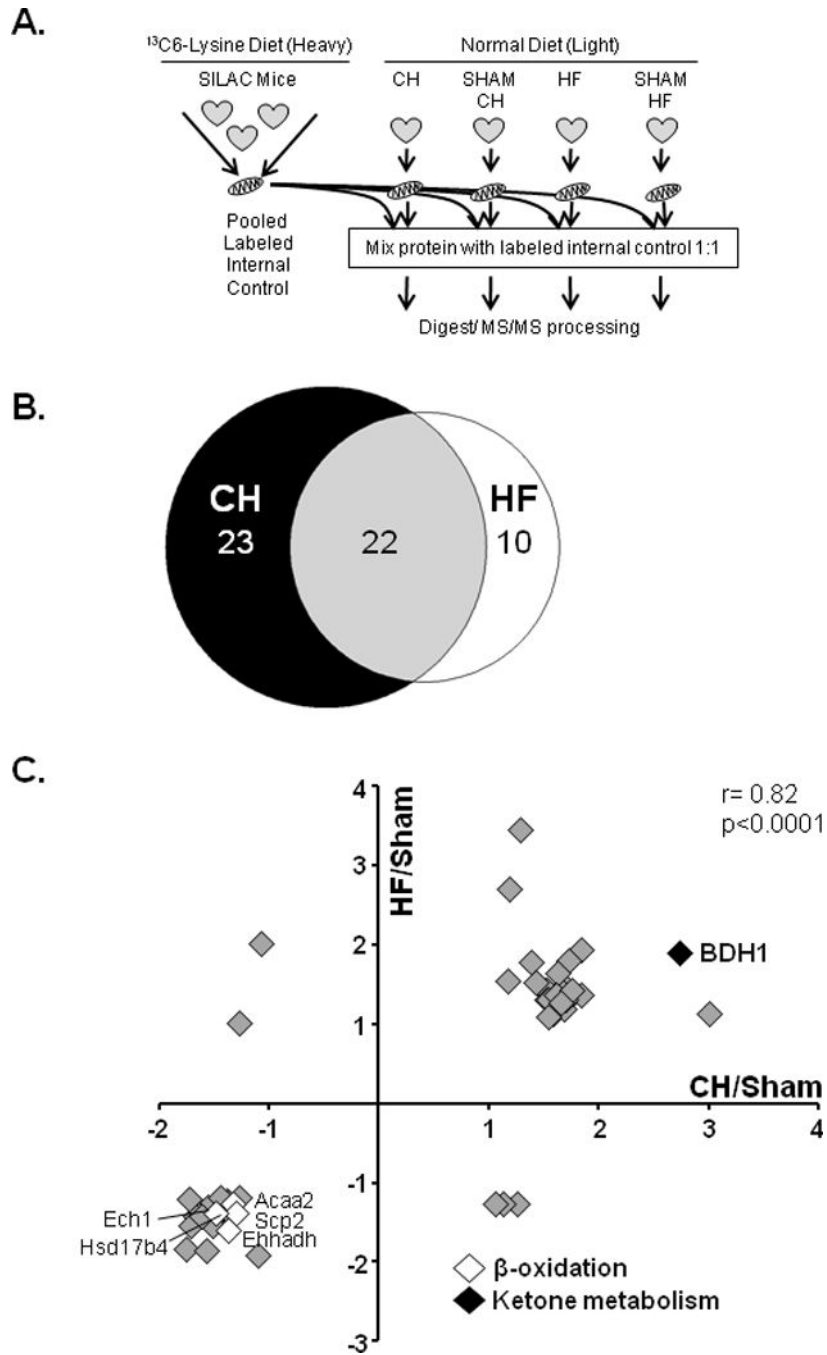 A.
¹³C6-Lysine Diet (Heavy)
Normal Diet (Light)
SILAC Mice
CH
SHAM
CH
HF
SHAM
HF
Pooled
Labeled
Internal
Control
Mix protein with labeled internal control 1:1
Digest/MS/MS processing
B.
CH
23
22
HF
10
C.
r= 0.82
p<0.0001
HF/Sham
4
3
2
1
-1
-2
-3
BDH1
CH/Sham
-2
-1
1
2
3
4
Ech1
Hsd17b4
Acaa2
Scp2
Ehhadh
β-oxidation
Ketone metabolism